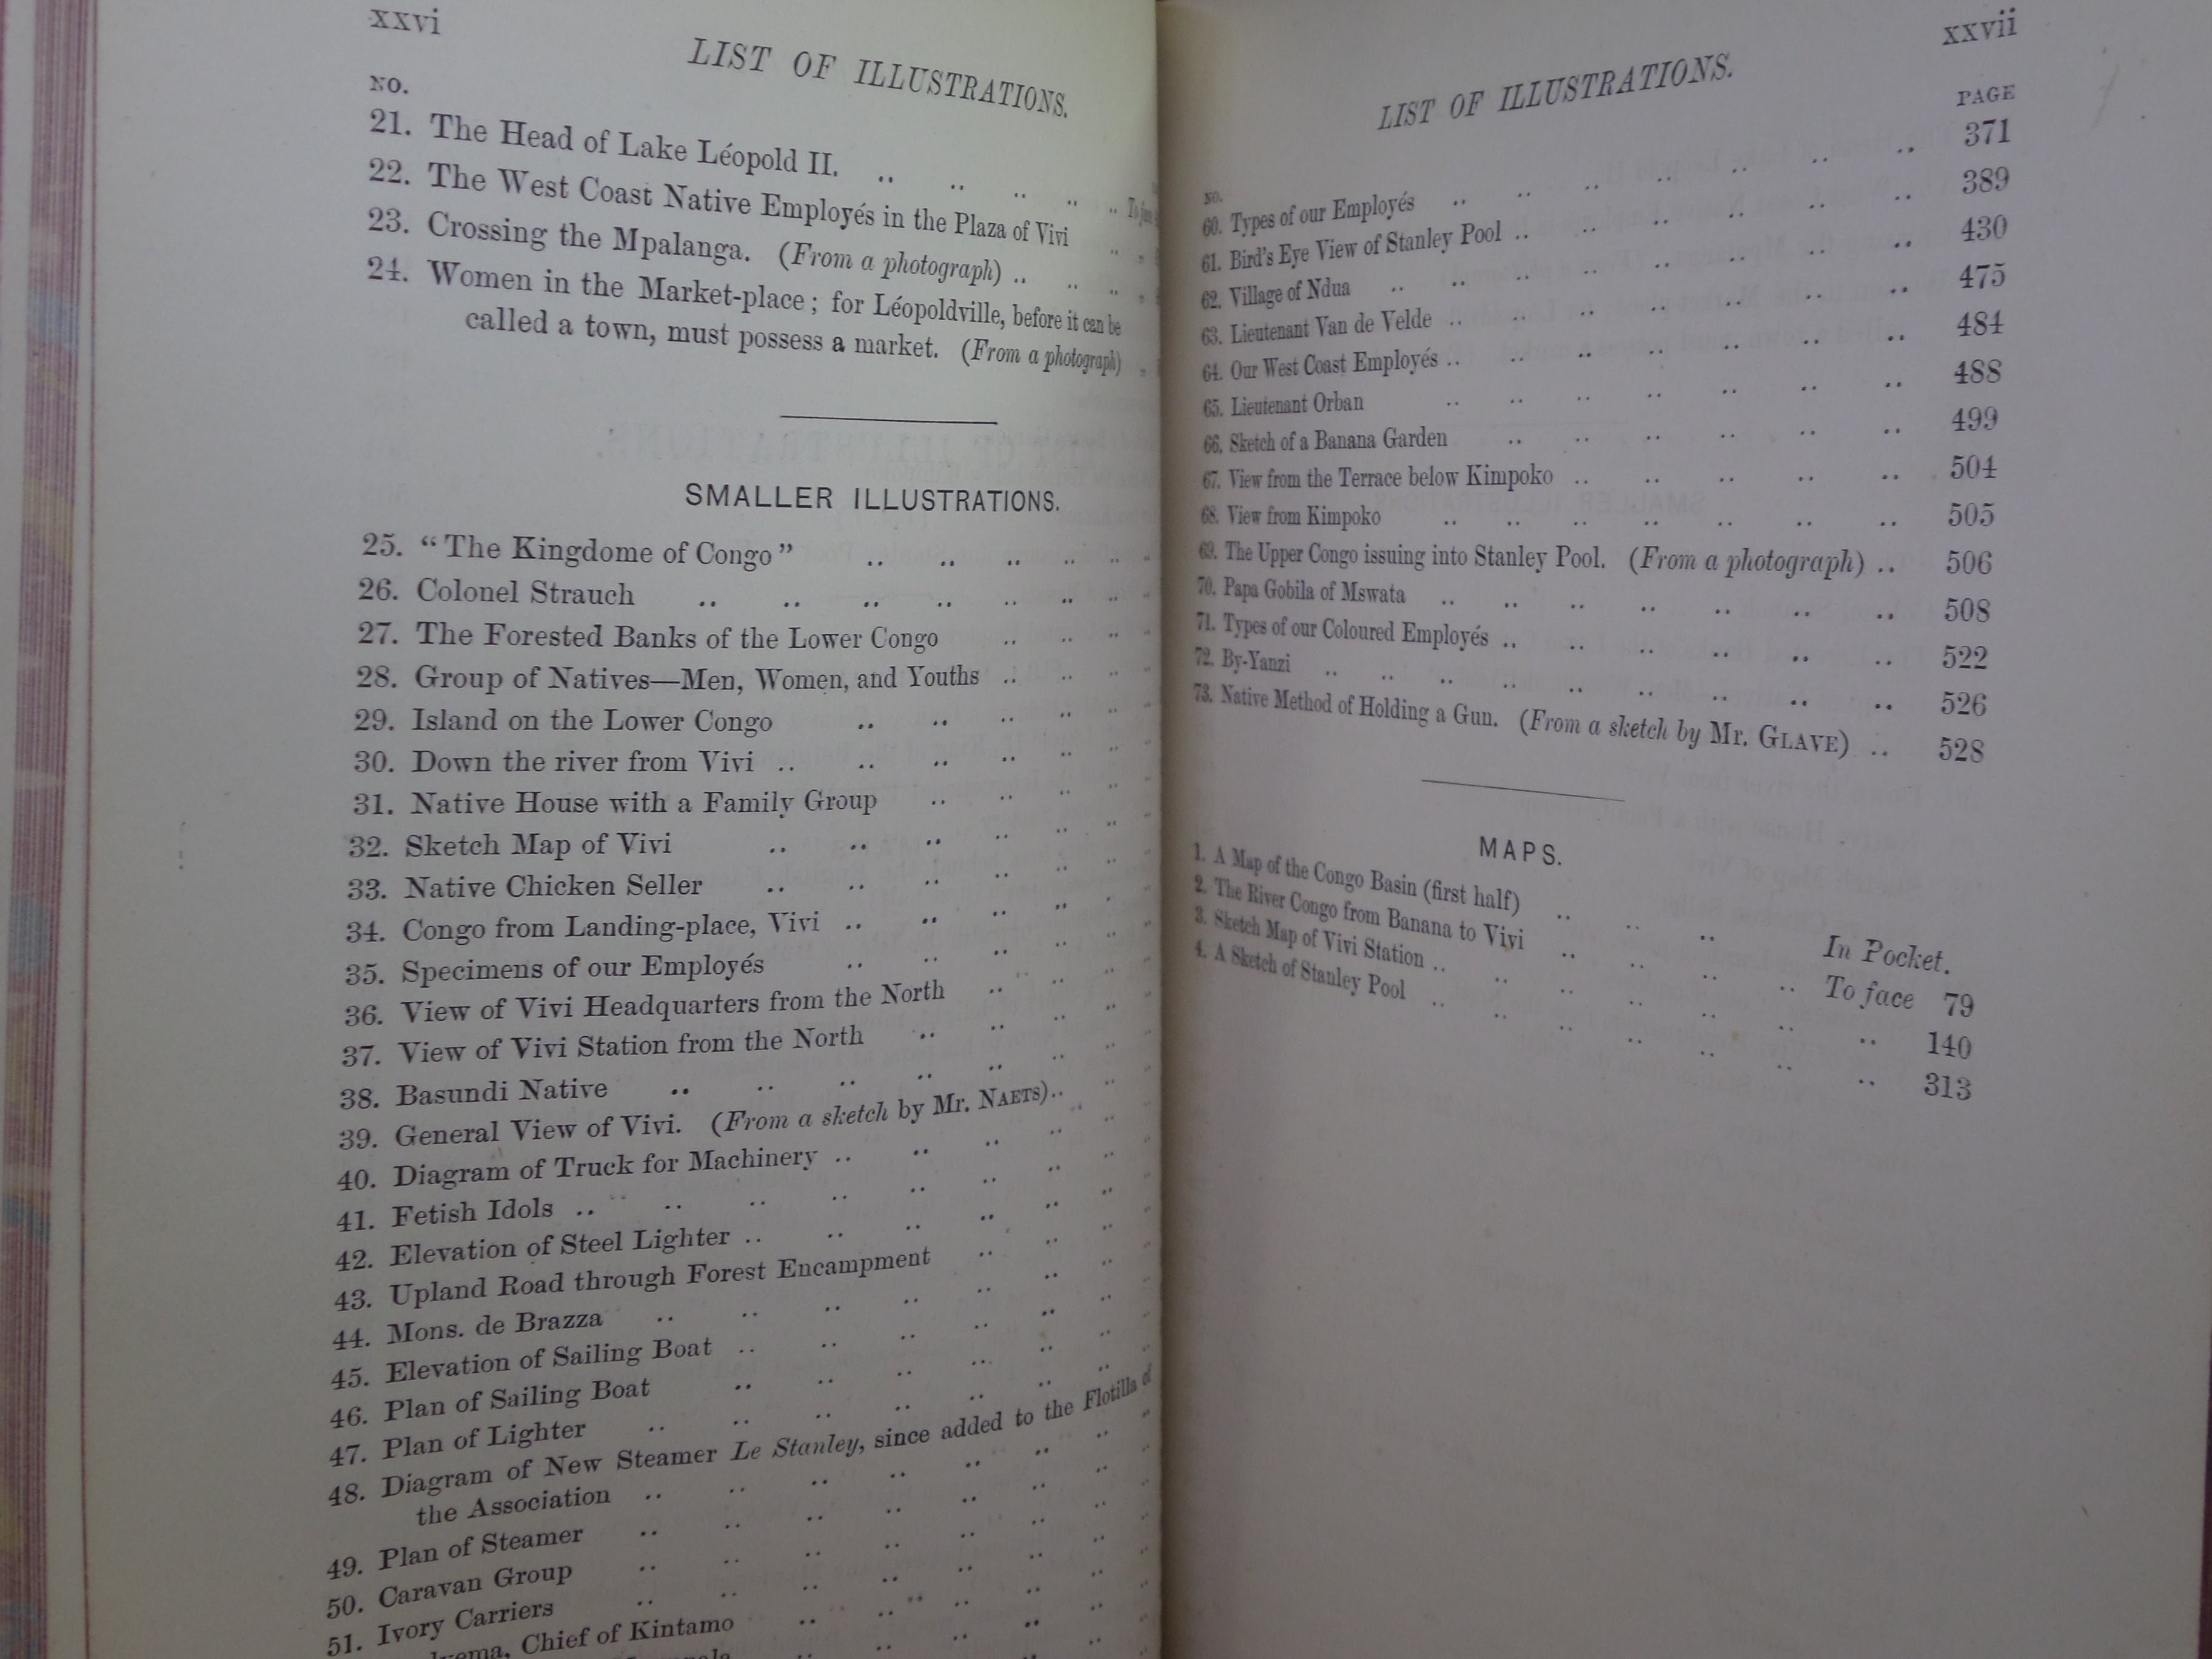 xxvi
LIST OF ILLUSTRATIONS.
NO.
21. The Head of Lake Léopold II. .. .. .. .. ..
22. The West Coast Native Employés in the Plaza of Vivi ..
23. Crossing the Mpalanga. (From a photograph) .. .. ..
24. Women in the Market-place; for Léopoldville, before it can be
called a town, must possess a market. (From a photograph)
SMALLER ILLUSTRATIONS.
25. “The Kingdome of Congo” .. .. .. .. .. ..
26. Colonel Strauch .. .. .. .. .. .. .. ..
27. The Forested Banks of the Lower Congo .. .. .. ..
28. Group of Natives—Men, Women, and Youths .. .. .. ..
29. Island on the Lower Congo .. .. .. .. .. ..
30. Down the river from Vivi .. .. .. .. .. ..
31. Native House with a Family Group .. .. .. .. ..
32. Sketch Map of Vivi .. .. .. .. .. .. ..
33. Native Chicken Seller .. .. .. .. .. .. ..
34. Congo from Landing-place, Vivi .. .. .. .. .. ..
35. Specimens of our Employés .. .. .. .. .. ..
36. View of Vivi Headquarters from the North .. .. .. ..
37. View of Vivi Station from the North .. .. .. .. ..
38. Basundi Native .. .. .. .. .. .. .. ..
39. General View of Vivi. (From a sketch by Mr. NAETS).. .. ..
40. Diagram of Truck for Machinery .. .. .. .. .. ..
41. Fetish Idols .. .. .. .. .. .. .. .. ..
42. Elevation of Steel Lighter .. .. .. .. .. .. ..
43. Upland Road through Forest Encampment .. .. .. ..
44. Mons. de Brazza .. .. .. .. .. .. .. ..
45. Elevation of Sailing Boat .. .. .. .. .. .. ..
46. Plan of Sailing Boat .. .. .. .. .. .. ..
47. Plan of Lighter .. .. .. .. .. .. .. ..
48. Diagram of New Steamer Le Stanley, since added to the Flotilla of
the Association .. .. .. .. .. .. .. ..
49. Plan of Steamer .. .. .. .. .. .. .. ..
50. Caravan Group .. .. .. .. .. .. .. ..
51. Ivory Carriers .. .. .. .. .. .. .. ..
Chief of Kintamo .. .. .. .. .. ..
xxvii
LIST OF ILLUSTRATIONS.
NO. PAGE
60. Types of our Employés .. .. .. .. .. .. .. 371
61. Bird's Eye View of Stanley Pool .. .. .. .. .. .. 389
62. Village of Ndua .. .. .. .. .. .. .. .. 430
63. Lieutenant Van de Velde .. .. .. .. .. .. .. 475
64. Our West Coast Employés .. .. .. .. .. .. .. 484
65. Lieutenant Orban .. .. .. .. .. .. .. 488
66. Sketch of a Banana Garden .. .. .. .. .. .. 499
67. View from the Terrace below Kimpoko .. .. .. .. .. 504
68. View from Kimpoko .. .. .. .. .. .. .. 505
69. The Upper Congo issuing into Stanley Pool. (From a photograph) .. 506
70. Papa Gobila of Mswata .. .. .. .. .. .. .. 508
71. Types of our Coloured Employés .. .. .. .. .. .. 522
72. By-Yanzi .. .. .. .. .. .. .. .. .. 526
73. Native Method of Holding a Gun. (From a sketch by Mr. GLAVE) .. 528
MAPS.
1. A Map of the Congo Basin (first half) .. .. .. In Pocket.
2. The River Congo from Banana to Vivi .. .. .. .. To face 79
3. Sketch Map of Vivi Station .. .. .. .. .. .. .. 140
4. A Sketch of Stanley Pool .. .. .. .. .. .. .. 313